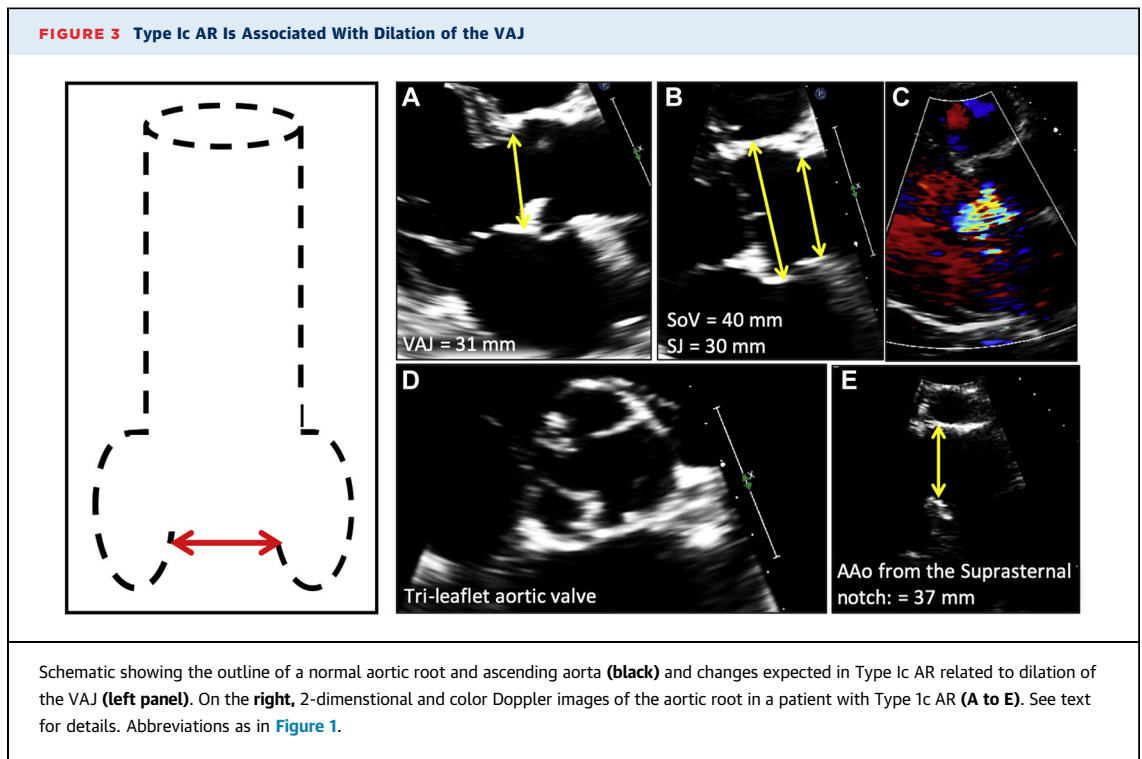 FIGURE 3 Type Ic AR Is Associated With Dilation of the VAJ
A
VAJ = 31 mm
B
P
SoV = 40 mm
SJ = 30 mm
C
D
Tri-leaflet aortic valve
E
AAo from the Suprasternal
notch: = 37 mm
Schematic showing the outline of a normal aortic root and ascending aorta (black) and changes expected in Type Ic AR related to dilation of
the VAJ (left panel). On the right, 2-dimenstional and color Doppler images of the aortic root in a patient with Type 1c AR (A to E). See text
for details. Abbreviations as in Figure 1.